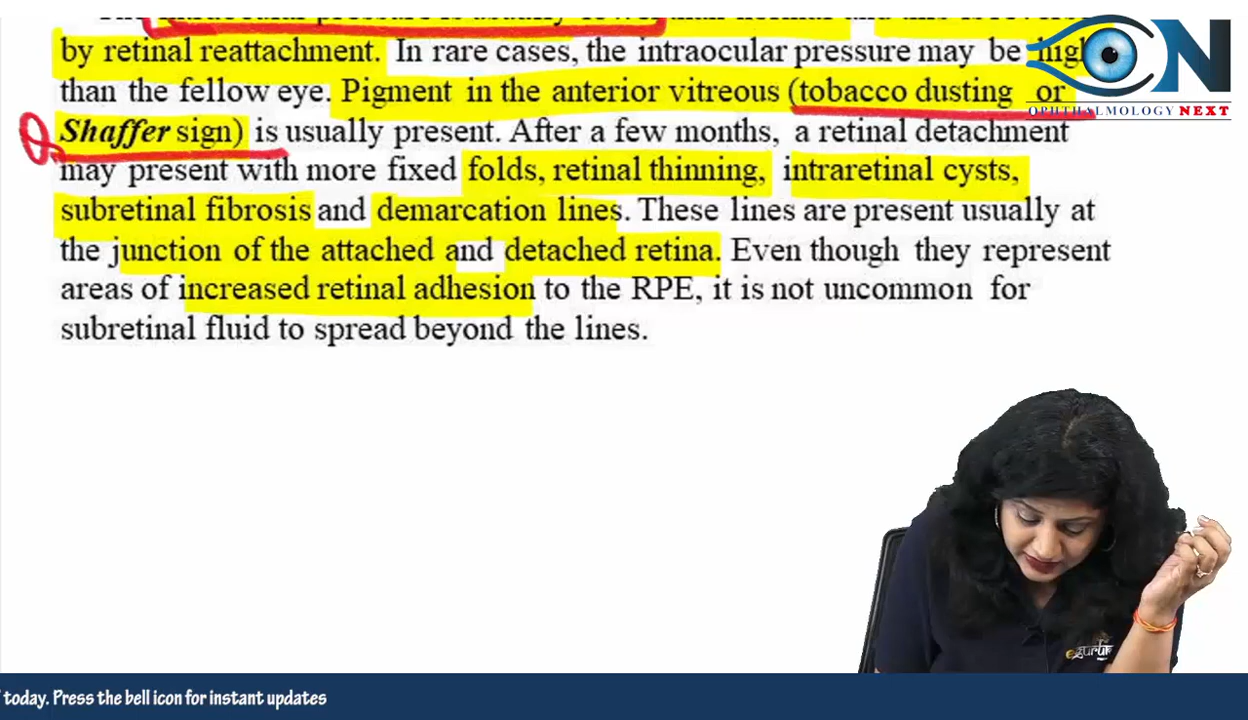 by retinal reattachment. In rare cases, the intraocular pressure may be
than the fellow eye. Pigment in the anterior vitreous (tobacco dusting or
Shaffer sign) is usually present. After a few months, a retinal detachment
may present with more fixed folds, retinal thinning, intraretinal cysts,
subretinal fibrosis and demarcation lines. These lines are present usually at
the junction of the attached and detached retina. Even though they represent
areas of increased retinal adhesion to the RPE, it is not uncommon for
subretinal fluid to spread beyond the lines.
ON
OPHTHALMOLOGY NEXT
eGurukul
today. Press the bell icon for instant updates